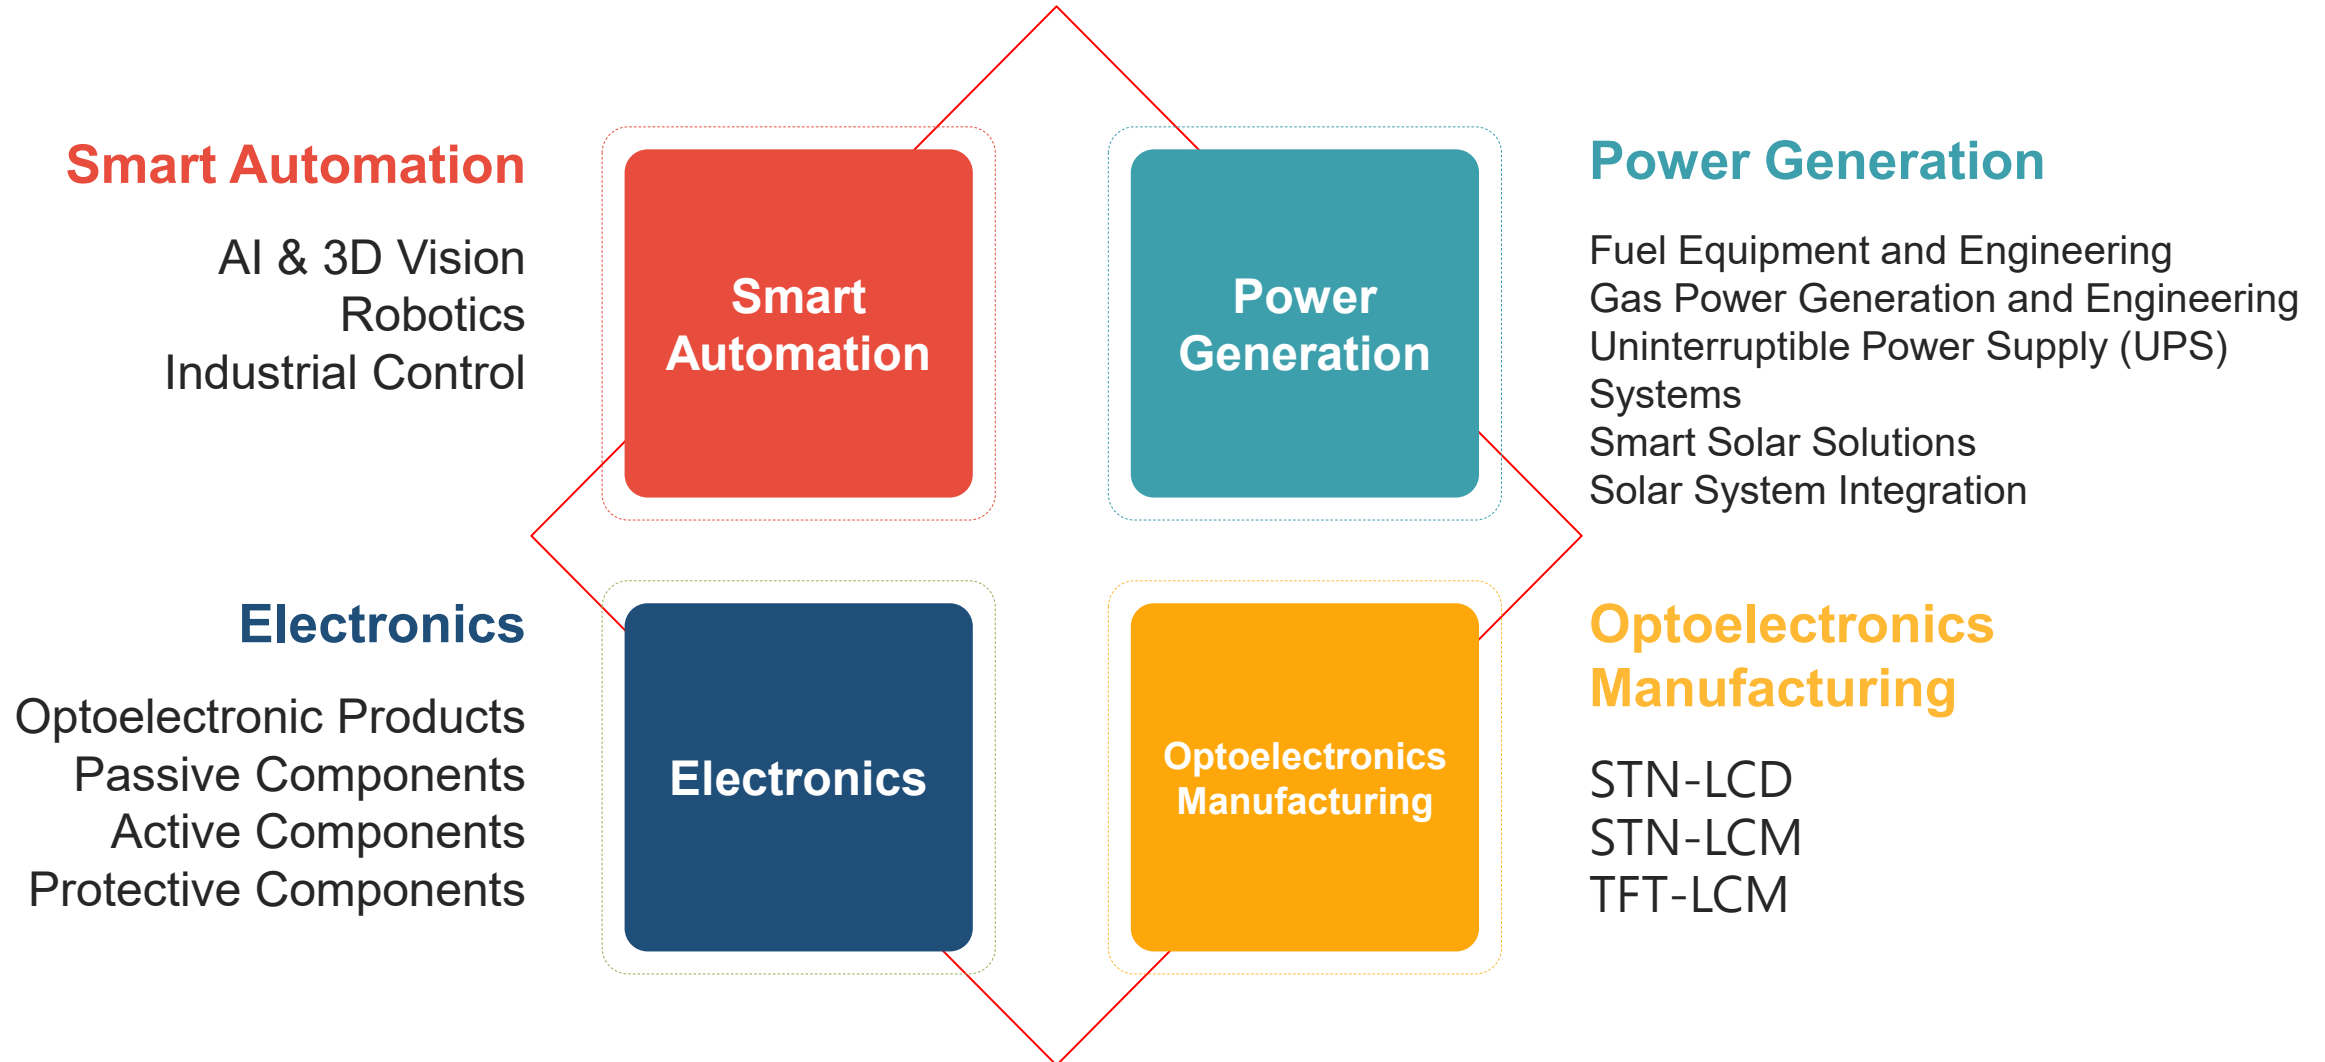 Smart Automation
AI & 3D Vision
Robotics
Industrial Control
Smart
Automation
Power
Generation
Power Generation
Fuel Equipment and Engineering
Gas Power Generation and Engineering
Uninterruptible Power Supply (UPS)
Systems
Smart Solar Solutions
Solar System Integration
Electronics
Optoelectronic Products
Passive Components
Active Components
Protective Components
Electronics
Optoelectronics
Manufacturing
Optoelectronics
Manufacturing
STN-LCD
STN-LCM
TFT-LCM